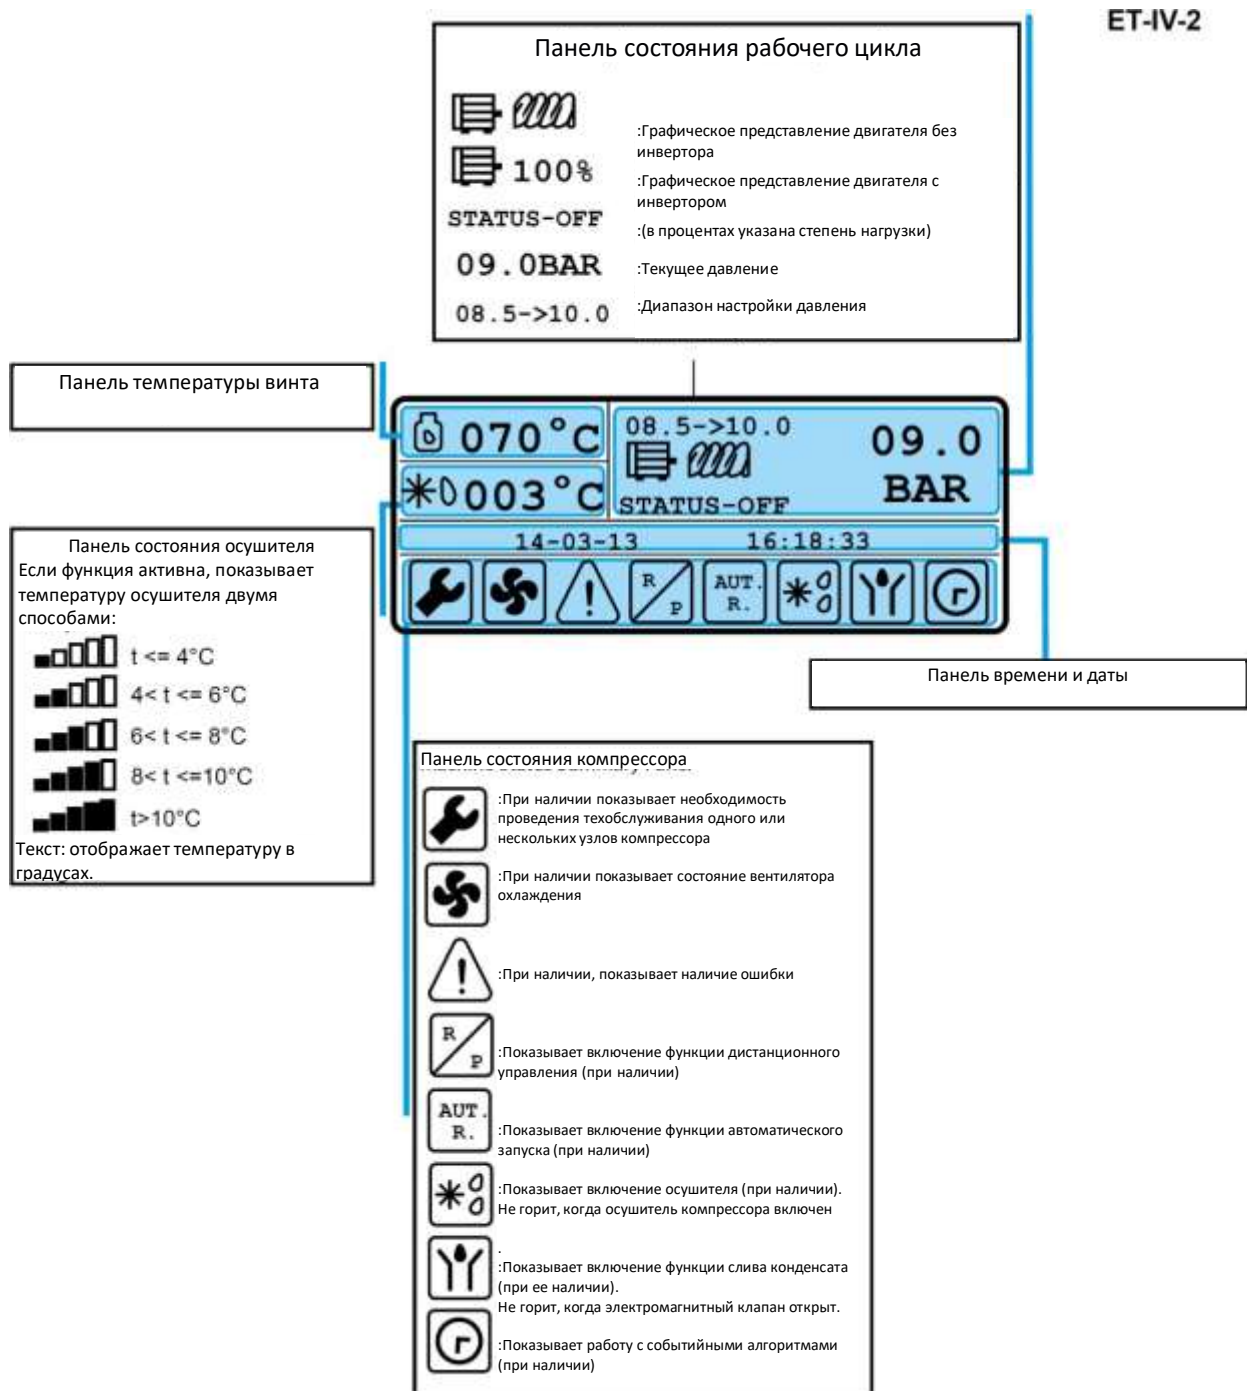 ET-IV-2
Панель состояния рабочего цикла
:Графическое представление двигателя без
инвертора
100%
:Графическое представление двигателя с
инвертором
STATUS-OFF
:(в процентах указана степень нагрузки)
09.0BAR
:Текущее давление
08.5->10.0
:Диапазон настройки давления
Панель температуры винта
070°C
08.5->10.0
09.0
BAR
003°C
STATUS-OFF
14-03-13 16:18:33
R
P
AUT.
R.
Панель состояния осушителя
Если функция активна, показывает
температуру осушителя двумя
способами:
t <= 4°C
4< t <= 6°C
6< t <= 8°C
8< t <=10°C
t>10°C
Текст: отображает температуру в
градусах.
Панель времени и даты
Панель состояния компрессора
:При наличии показывает необходимость
проведения техобслуживания одного или
нескольких узлов компрессора
:При наличии показывает состояние вентилятора
охлаждения
:При наличии, показывает наличие ошибки
R
P
:Показывает включение функции дистанционного
управления (при наличии)
AUT.
R.
:Показывает включение функции автоматического
запуска (при наличии)
:Показывает включение осушителя (при наличии).
Не горит, когда осушитель компрессора включен
.
:Показывает включение функции слива конденсата
(при ее наличии).
Не горит, когда электромагнитный клапан открыт.
:Показывает работу с событийными алгоритмами
(при наличии)